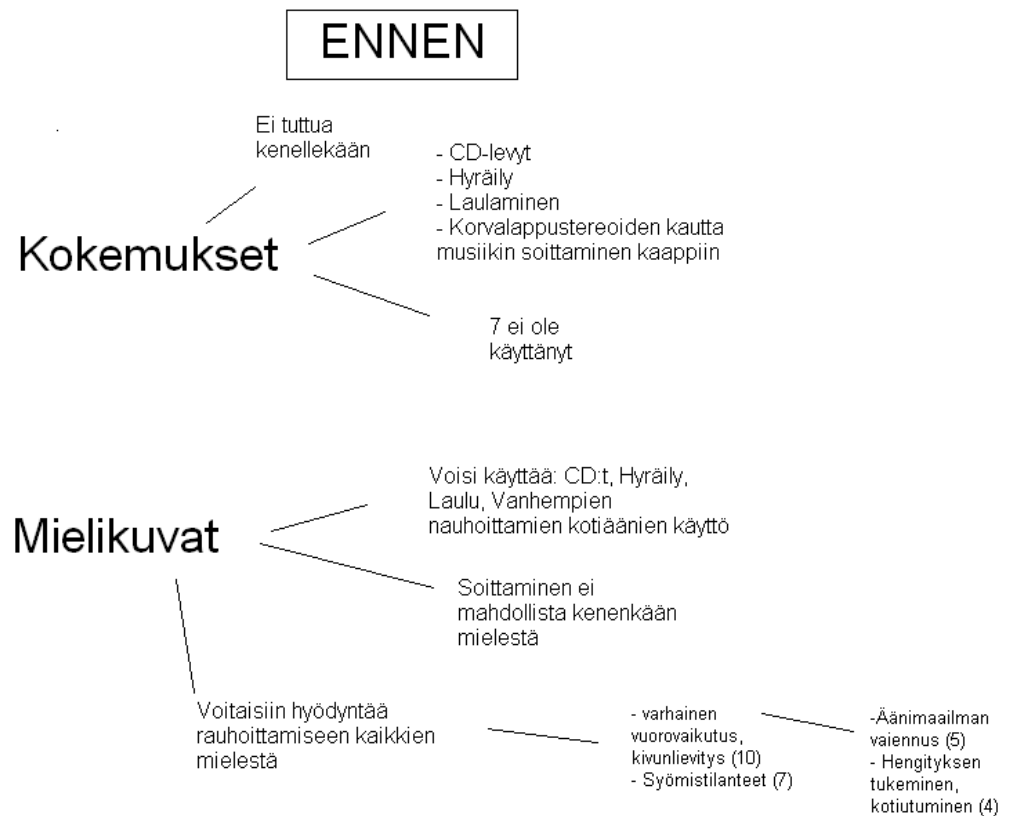 ENNEN
Ei tuttua
kenellekään
- CD-levyt
- Hyräily
- Laulaminen
- Korvalappustereoiden kautta
musiikin soittaminen kaappiin
Kokemukset
7 ei ole
käyttänyt
Voisi käyttää: CD:t, Hyräily,
Laulu, Vanhempien
nauhoittamien kotiäänien käyttö
Mielikuvat
Soittaminen ei
mahdollista kenenkään
mielestä
Voitaisiin hyödyntää
rauhoittamiseen kaikkien
mielestä
- varhainen
vuorovaikutus,
kivunlievitys (10)
- Syömistilanteet (7)
-Äänimaailman
vaiennus (5)
- Hengityksen
tukeminen,
kotiutuminen (4)